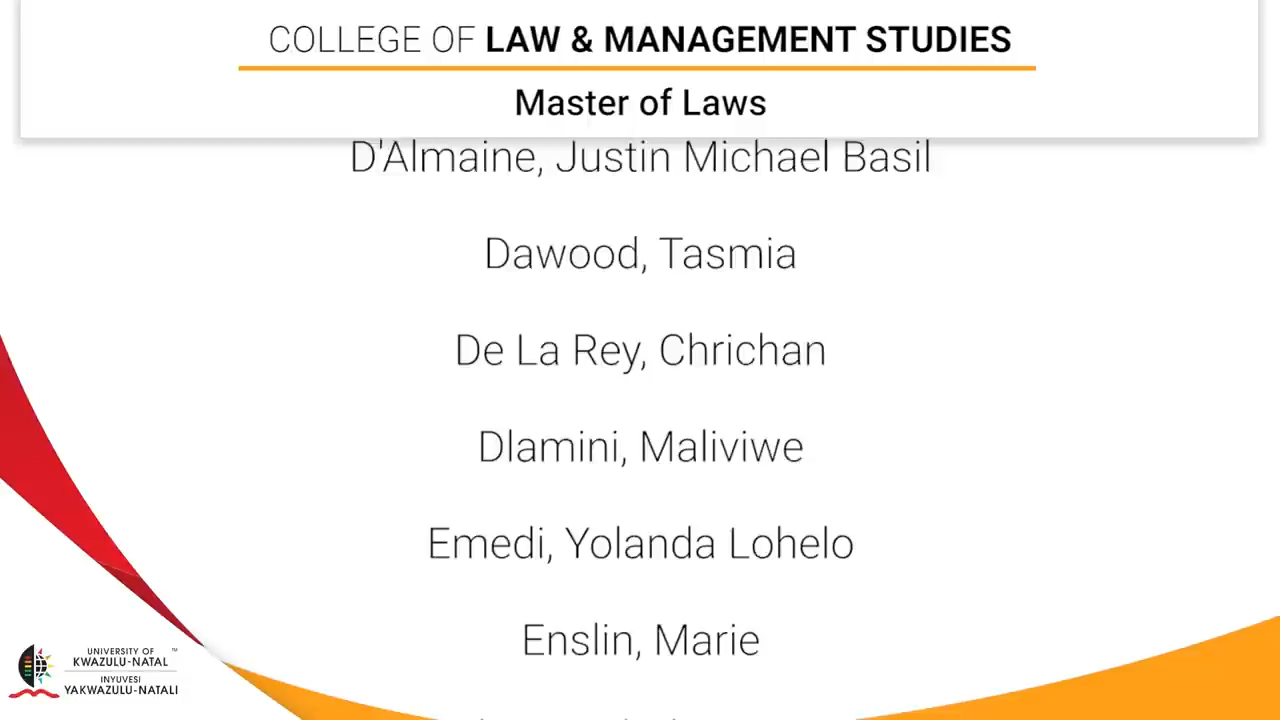 COLLEGE OF LAW & MANAGEMENT STUDIES
Master of Laws
D'Almaine, Justin Michael Basil
Dawood, Tasmia
De La Rey, Chrichan
Dlamini, Maliviwe
Emedi, Yolanda Lohelo
Enslin, Marie
UNIVERSITY OF ™
KWAZULU-NATAL
INYUVESI
YAKWAZULU-NATALI